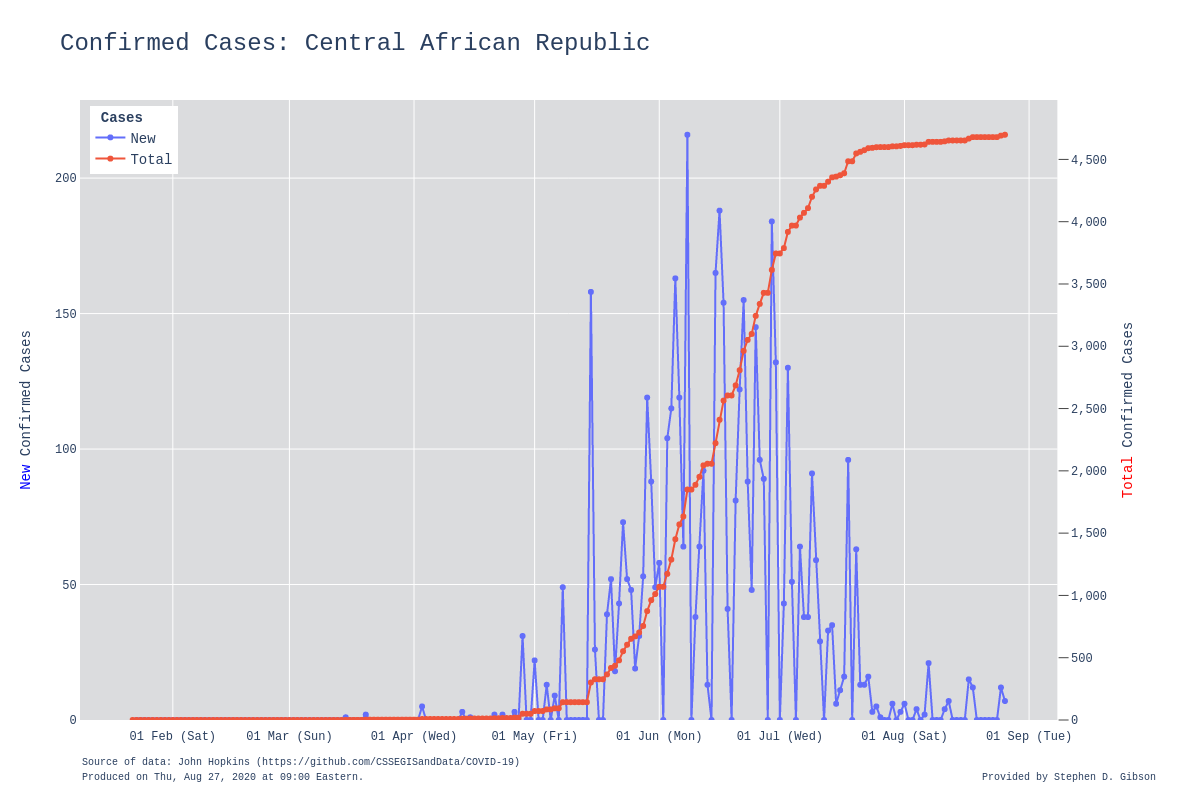 Confirmed Cases: Central African Republic
Cases
New
Total
200
150
100
50
0
4,500
4,000
3,500
3,000
2,500
2,000
1,500
1,000
500
0
New Confirmed Cases
Total Confirmed Cases
01 Feb (Sat) 01 Mar (Sun) 01 Apr (Wed) 01 May (Fri) 01 Jun (Mon) 01 Jul (Wed) 01 Aug (Sat) 01 Sep (Tue)
Source of data: John Hopkins (https://github.com/CSSEGISandData/COVID-19)
Produced on Thu, Aug 27, 2020 at 09:00 Eastern.
Provided by Stephen D. Gibson